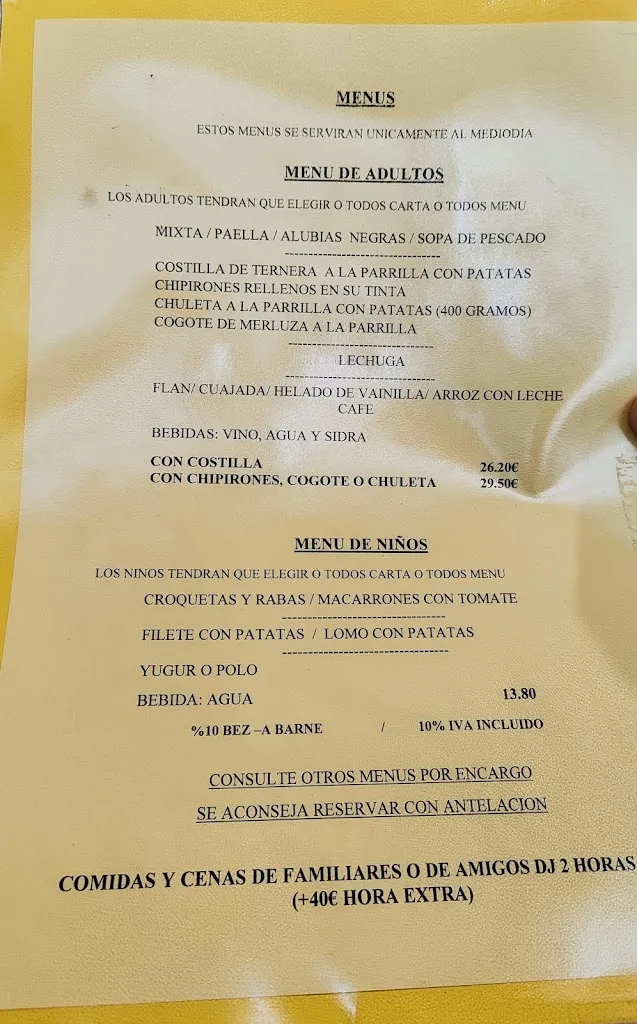 MENUS
ESTOS MENUS SE SERVIRAN UNICAMENTE AL MEDIODIA
MENU DE ADULTOS
LOS ADULTOS TENDRAN QUE ELEGIR O TODOS CARTA O TODOS MENU
MIXTA / PAELLA / ALUBIAS NEGRAS / SOPA DE PESCADO
---------------------------------
COSTILLA DE TERNERA A LA PARRILLA CON PATATAS
CHIPIRONES RELLENOS EN SU TINTA
CHULETA A LA PARRILLA CON PATATAS (400 GRAMOS)
COGOTE DE MERLUZA A LA PARRILLA
-------------------------------
LECHUGA
--------------------------------
FLAN/ CUAJADA/ HELADO DE VAINILLA/ ARROZ CON LECHE
CAFE
BEBIDAS: VINO, AGUA Y SIDRA
CON COSTILLA 26.20€
CON CHIPIRONES, COGOTE O CHULETA 29.50€
MENU DE NIÑOS
LOS NINOS TENDRAN QUE ELEGIR O TODOS CARTA O TODOS MENU
CROQUETAS Y RABAS / MACARRONES CON TOMATE
-----------------------------------
FILETE CON PATATAS / LOMO CON PATATAS
-----------------------------------
YUGUR O POLO
BEBIDA: AGUA 13.80
%10 BEZ –A BARNE / 10% IVA INCLUIDO
CONSULTE OTROS MENUS POR ENCARGO
SE ACONSEJA RESERVAR CON ANTELACION
COMIDAS Y CENAS DE FAMILIARES O DE AMIGOS DJ 2 HORAS
(+40€ HORA EXTRA)